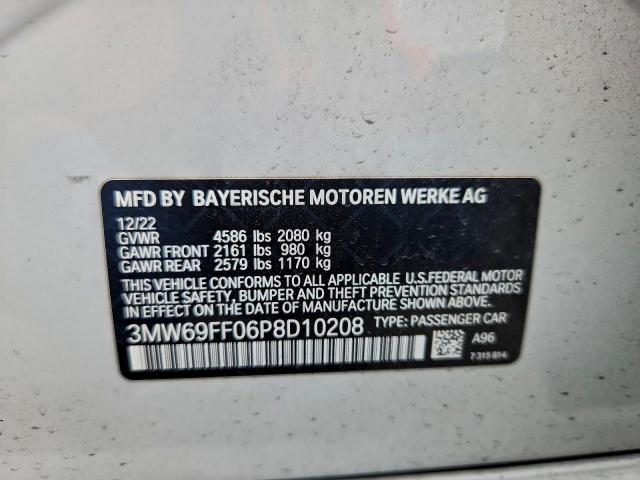 MFD BY BAYERISCHE MOTOREN WERKE AG
12/22
GVWR 4586 lbs 2080 kg
GAWR FRONT 2161 lbs 980 kg
GAWR REAR 2579 lbs 1170 kg
THIS VEHICLE CONFORMS TO ALL APPLICABLE U.S.FEDERAL MOTOR
VEHICLE SAFETY, BUMPER AND THEFT PREVENTION STANDARDS
IN EFFECT ON THE DATE OF MANUFACTURE SHOWN ABOVE.
3MW69FF06P8D10208 TYPE: PASSENGER CAR
A96
7315814